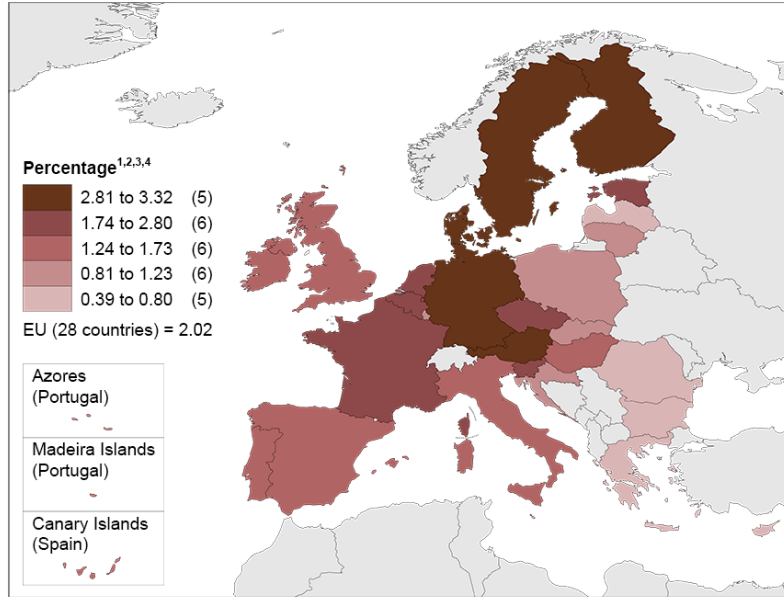 Percentage1,2,3,4
2.81 to 3.32 (5)
1.74 to 2.80 (6)
1.24 to 1.73 (6)
0.81 to 1.23 (6)
0.39 to 0.80 (5)
EU (28 countries) = 2.02
Azores
(Portugal)
Madeira Islands
(Portugal)
Canary Islands
(Spain)